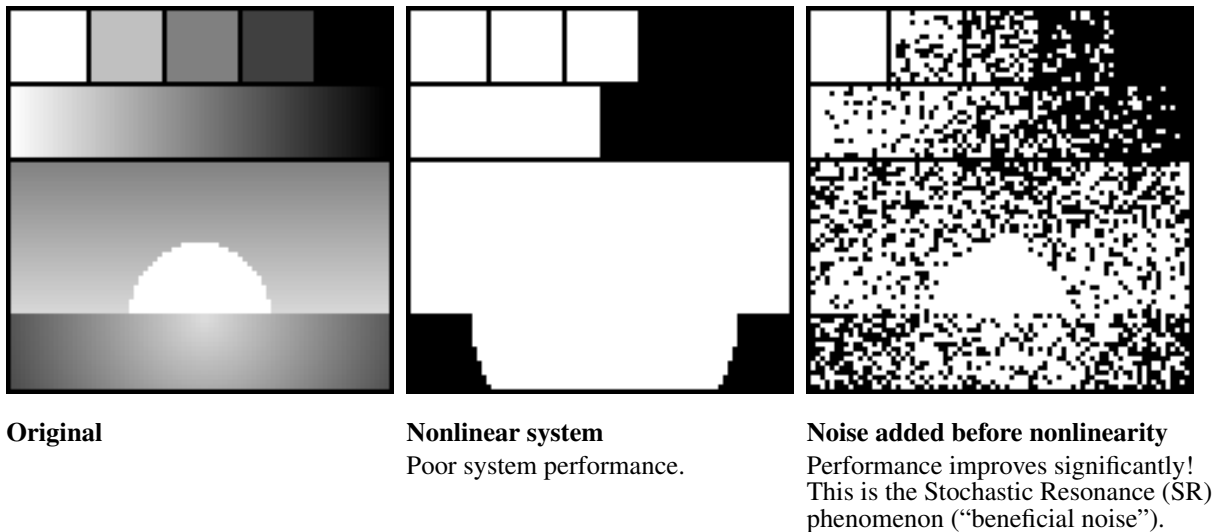 Original
Nonlinear system
Poor system performance.
Noise added before nonlinearity
Performance improves significantly!
This is the Stochastic Resonance (SR)
phenomenon (“beneficial noise”).